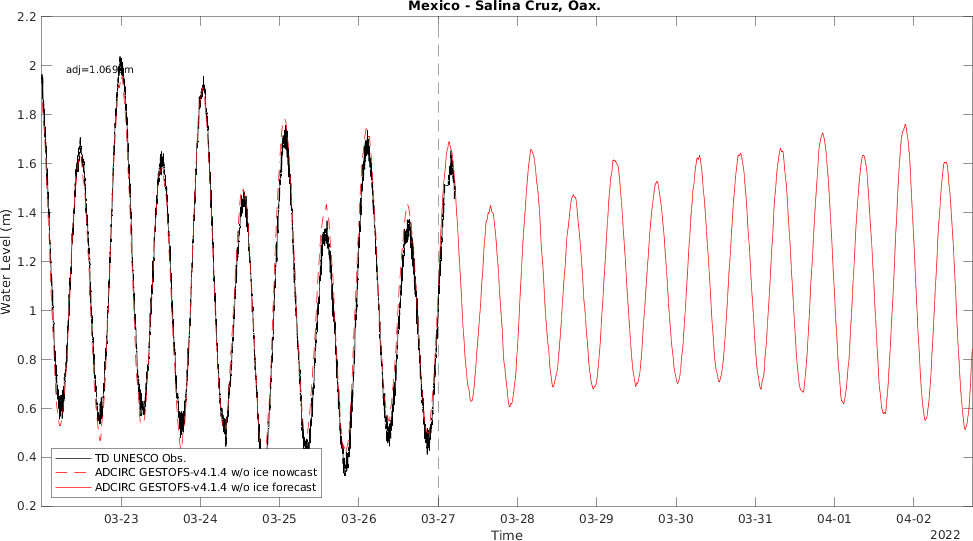 Mexico - Salina Cruz, Oax.
2.2
2
1.8
1.6
1.4
1.2
1
0.8
0.6
0.4
0.2
Water Level (m)
adj=1.069 m
TD UNESCO Obs.
ADCIRC GESTOFS-v4.1.4 w/o ice nowcast
ADCIRC GESTOFS-v4.1.4 w/o ice forecast
03-23 03-24 03-25 03-26 03-27 03-28 03-29 03-30 03-31 04-01 04-02
Time
2022